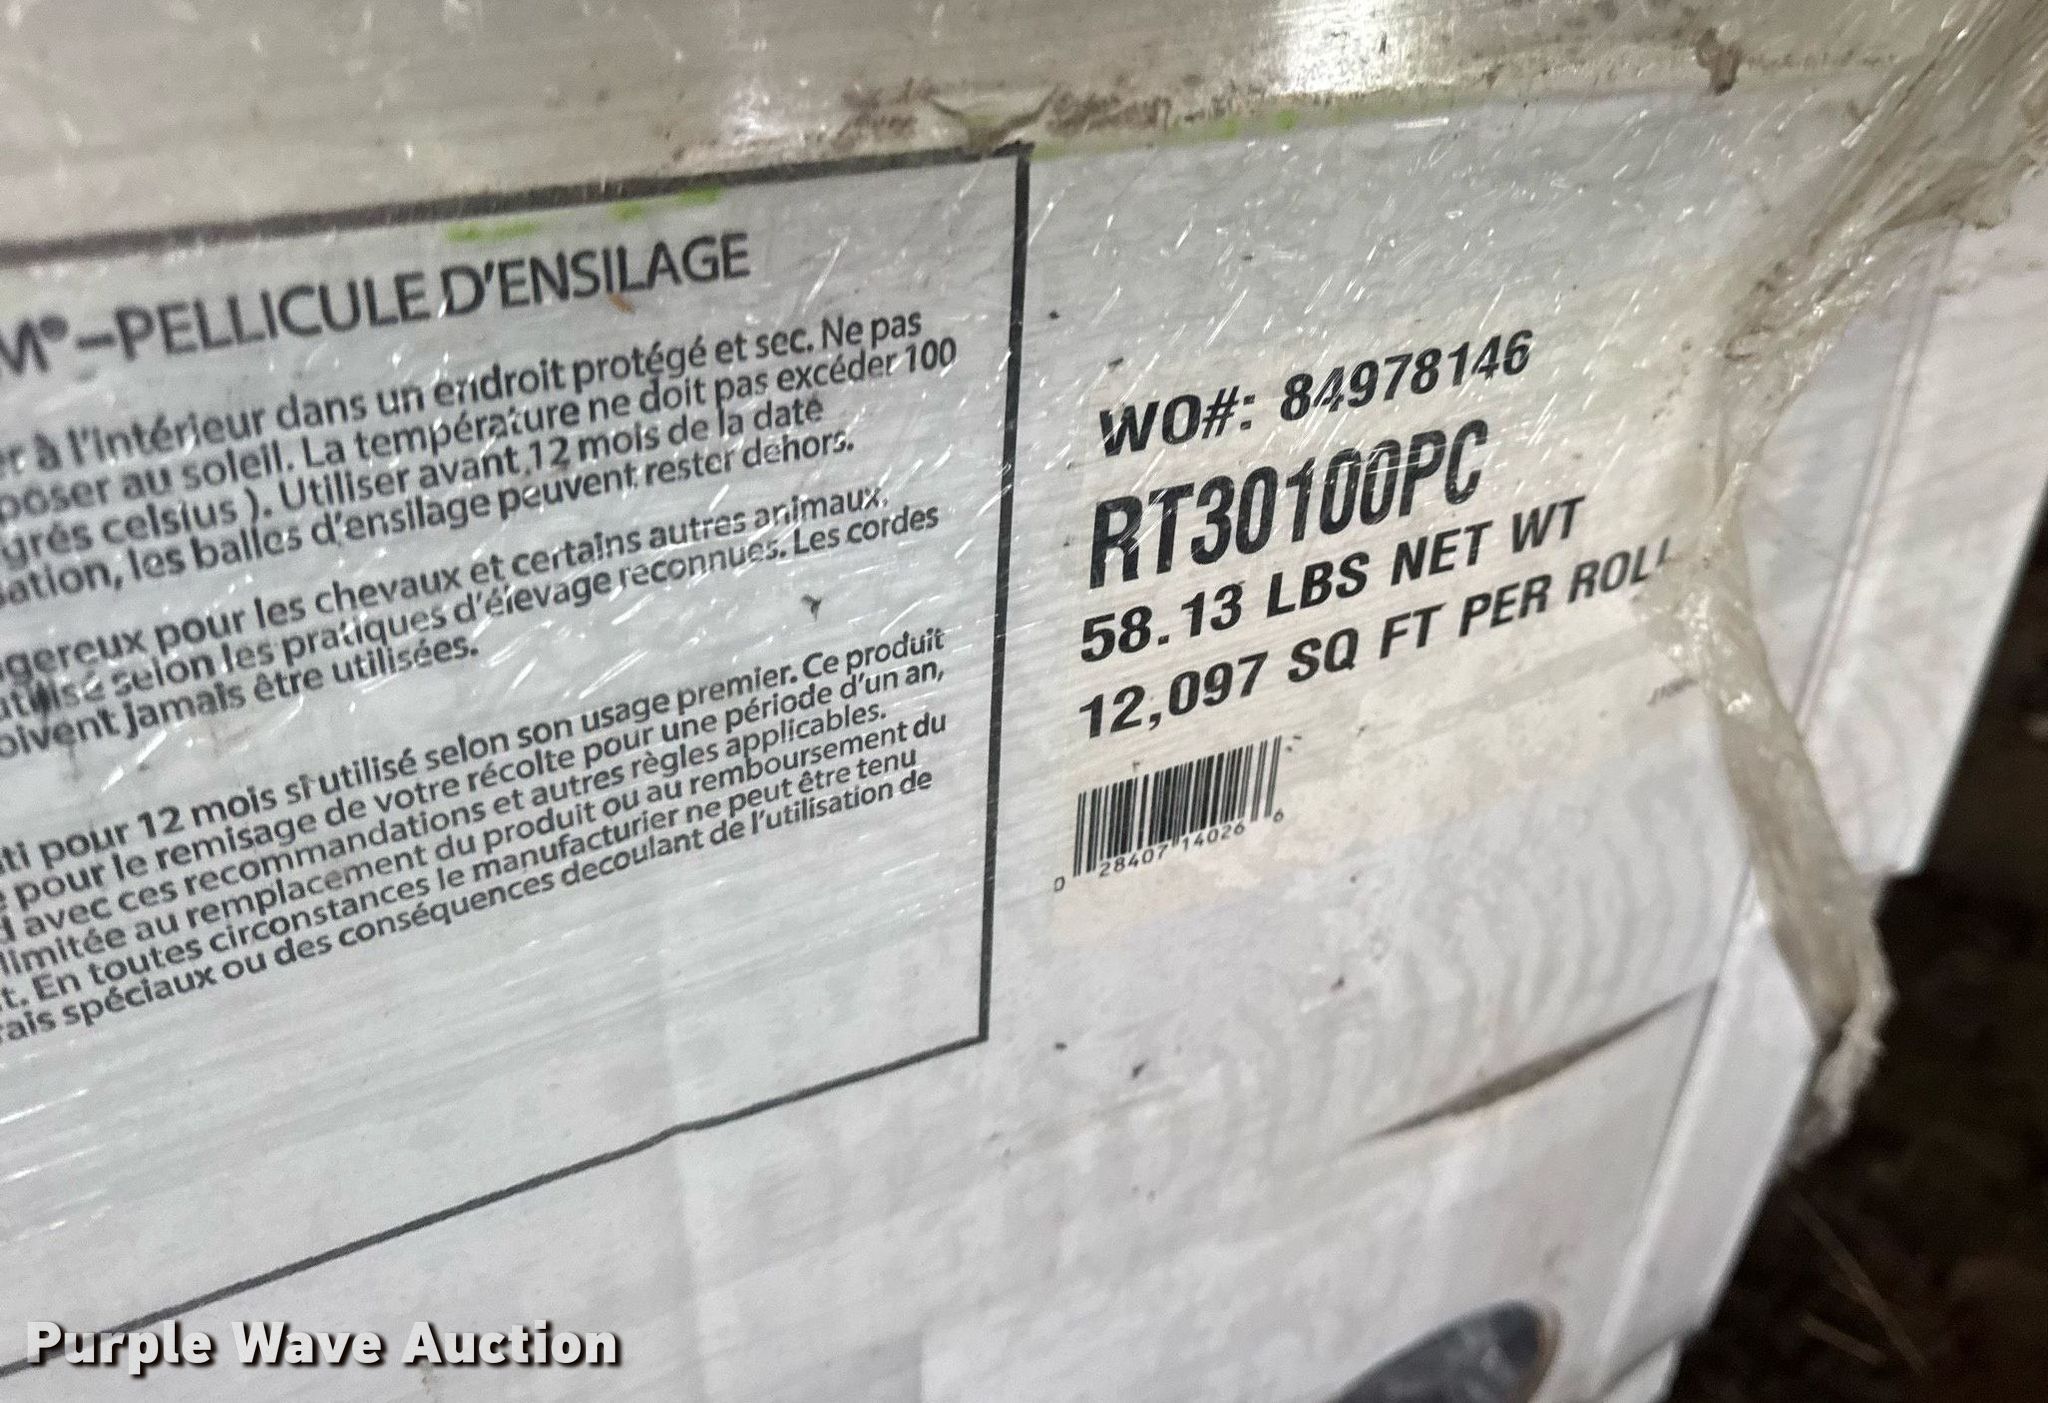 M®–PELLICULE D'ENSILAGE
er à l'intérieur dans un endroit protégé et sec. Ne pas
poser au soleil. La température ne doit pas excéder 100
grés celsius ). Utiliser avant 12 mois de la date
sation, les balles d'ensilage peuvent rester dehors.
gereux pour les chevaux et certains autres animaux.
utilisé selon les pratiques d'élevage reconnues. Les cordes
oivent jamais être utilisées.
ti pour 12 mois si utilisé selon son usage premier. Ce produit
e pour le remisage de votre récolte pour une période d'un an,
d avec ces recommandations et autres règles applicables.
limitée au remplacement du produit ou au remboursement du
t. En toutes circonstances le manufacturier ne peut être tenu
rais spéciaux ou des conséquences decoulant de l'utilisation de
WO#: 84978146
RT30100PC
58.13 LBS NET WT
12,097 SQ FT PER ROLL
0 28407 14026 6
Purple Wave Auction